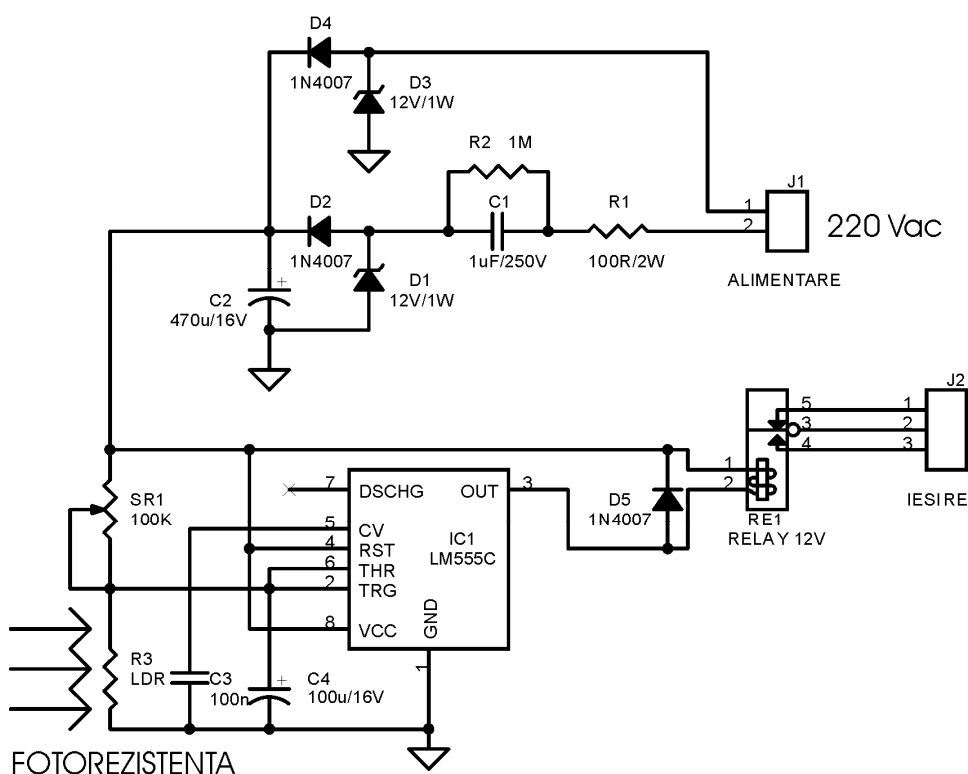 D4
1N4007
D3
12V/1W
R2 1M
D2
1N4007
C1
1uF/250V
R1
100R/2W
J1
1
2
220 Vac
ALIMENTARE
D1
12V/1W
C2
470u/16V
+
J2
5
3
4
1
2
3
1
2
RE1
RELAY 12V
IESIRE
SR1
100K
7
DSCHG
OUT
3
5
CV
4
RST
6
THR
2
TRG
8
VCC
IC1
LM555C
GND
1
D5
1N4007
R3
LDR
C3
100n
+
C4
100u/16V
FOTOREZISTENTA